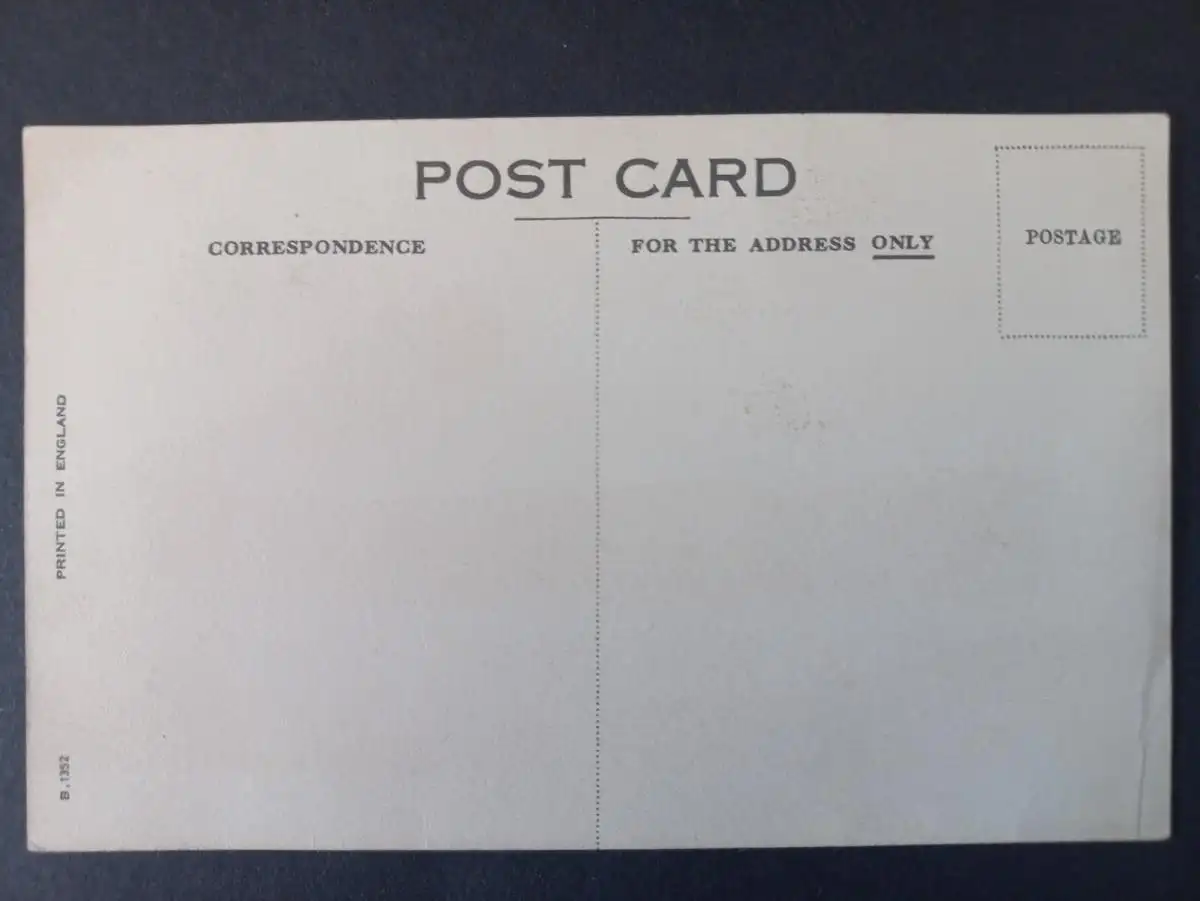 POST CARD
CORRESPONDENCE
FOR THE ADDRESS ONLY
POSTAGE
PRINTED IN ENGLAND
B.1352